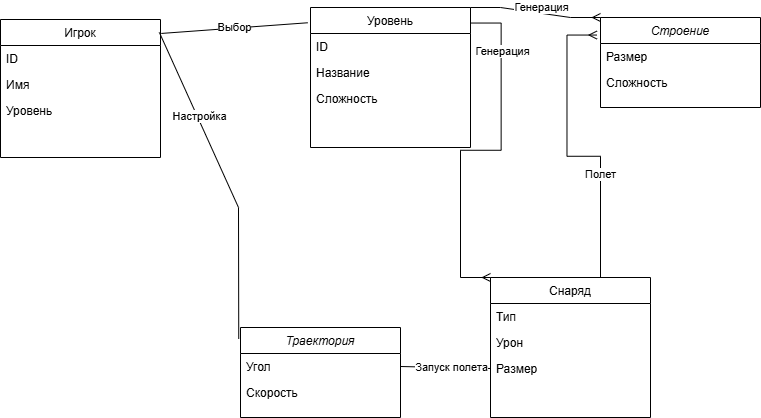 Игрок
ID
Имя
Уровень
Выбор
Настройка
Уровень
ID
Название
Сложность
Генерация
Генерация
Строение
Размер
Сложность
Полет
Траектория
Угол
Скорость
Запуск полета
Снаряд
Тип
Урон
Размер